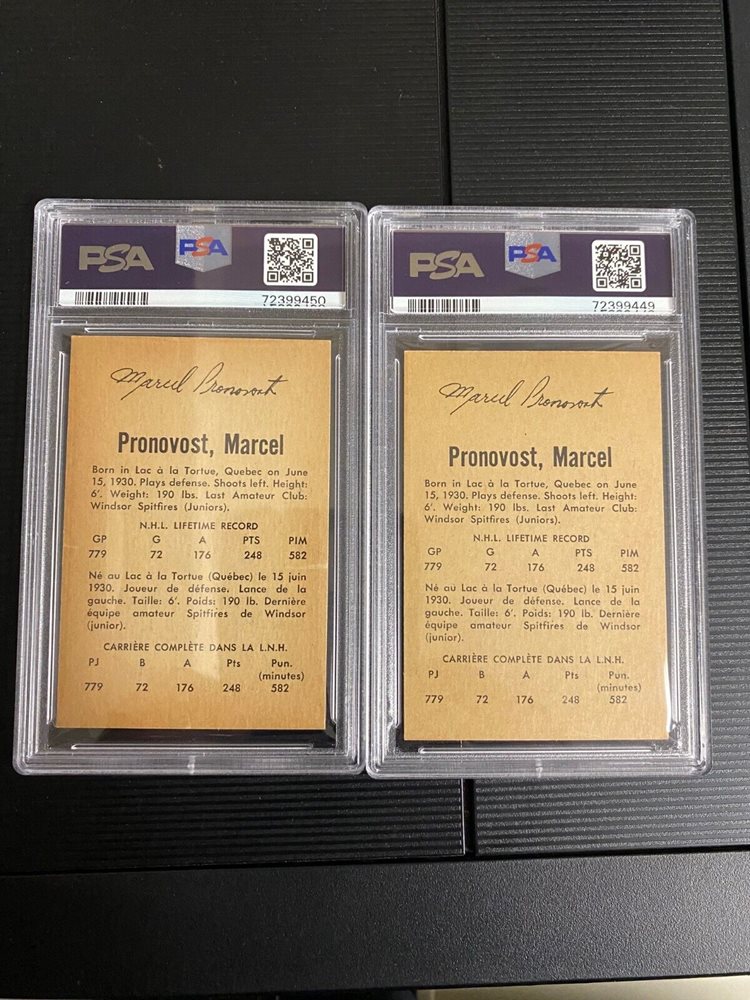 PSA
PSA
72399450
Marcel Pronovost
Pronovost, Marcel
Born in Lac à la Tortue, Quebec on June
15, 1930. Plays defense. Shoots left. Height:
6'. Weight: 190 lbs. Last Amateur Club:
Windsor Spitfires (Juniors).
N.H.L. LIFETIME RECORD
GP G A PTS PIM
779 72 176 248 582
Né au Lac à la Tortue (Québec) le 15 juin
1930. Joueur de défense. Lance de la
gauche. Taille: 6'. Poids: 190 lb. Dernière
équipe amateur Spitfires de Windsor
(junior).
CARRIÈRE COMPLÈTE DANS LA L.N.H.
PJ B A Pts Pun.
(minutes)
779 72 176 248 582
PSA
PSA
72399449
Marcel Pronovost
Pronovost, Marcel
Born in Lac à la Tortue, Quebec on June
15, 1930. Plays defense. Shoots left. Height:
6'. Weight: 190 lbs. Last Amateur Club:
Windsor Spitfires (Juniors).
N.H.L. LIFETIME RECORD
GP G A PTS PIM
779 72 176 248 582
Né au Lac à la Tortue (Québec) le 15 juin
1930. Joueur de défense. Lance de la
gauche. Taille: 6'. Poids: 190 lb. Dernière
équipe amateur Spitfires de Windsor
(junior).
CARRIÈRE COMPLÈTE DANS LA L.N.H.
PJ B A Pts Pun.
(minutes)
779 72 176 248 582